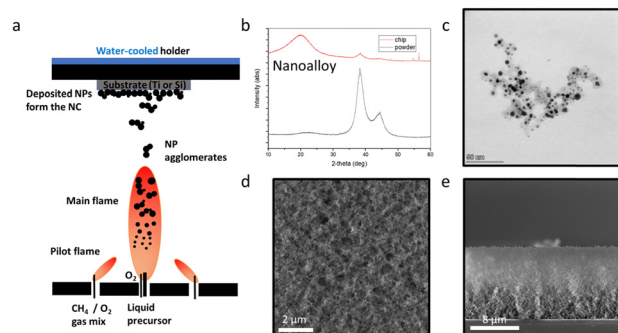 a
Water-cooled holder
Substrate (Ti or Si)
Deposited NPs
form the NC
NP
agglomerates
Main flame
Pilot flame
O₂
CH₄ / O₂
gas mix
Liquid
precursor
b
chip
powder
Nanoalloy
Intensity (abs)
10 20 30 40 50 60
2-theta (deg)
c
50 nm
d
2 µm
e
8 µm